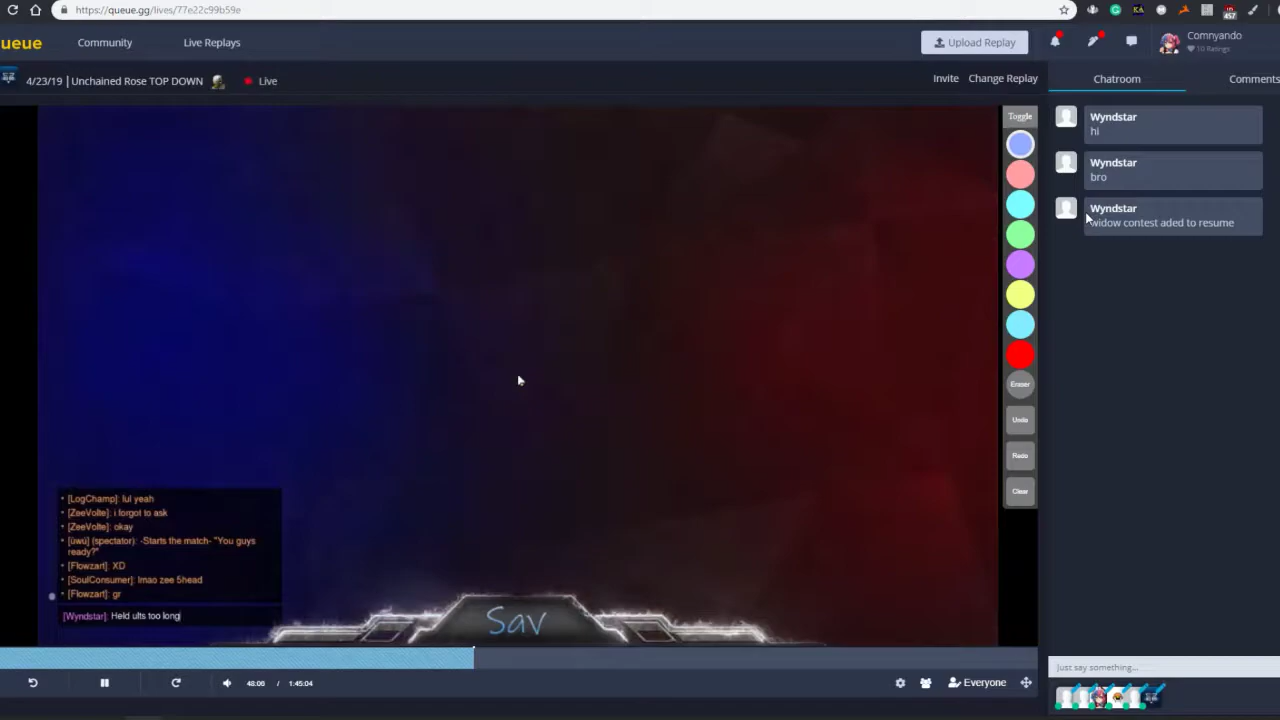 https://queue.gg/lives/77e22c99b59e
457
ueue
Community
Live Replays
Upload Replay
Comnyando
10 Ratings
4/23/19 | Unchained Rose TOP DOWN
Live
Invite
Change Replay
Chatroom
Comments
Toggle
Wyndstar
hi
Wyndstar
bro
Wyndstar
widow contest aded to resume
Eraser
Undo
Redo
Clear
[LogChamp]: lul yeah
[ZeeVolte]: i forgot to ask
[ZeeVolte]: okay
[ùwú] (spectator): -Starts the match- "You guys
ready?"
[Flowzart]: XD
[SoulConsumer]: lmao zee 5head
[Flowzart]: gr
[Wyndstar]: Held ults too long
Sav
48:06 / 1:45:04
Everyone
Just say something...